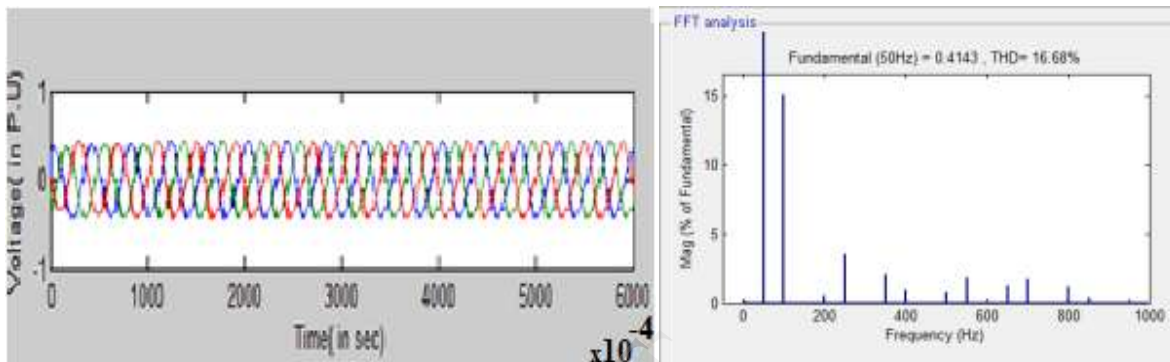 Voltage( in P.U)
1
0
-1
0 1000 2000 3000 4000 5000 6000
Time( in sec)
x10-4
FFT analysis
Fundamental (50Hz) = 0.4143 , THD= 16.68%
Mag (% of Fundamental)
15
10
5
0
0 200 400 600 800 1000
Frequency (Hz)